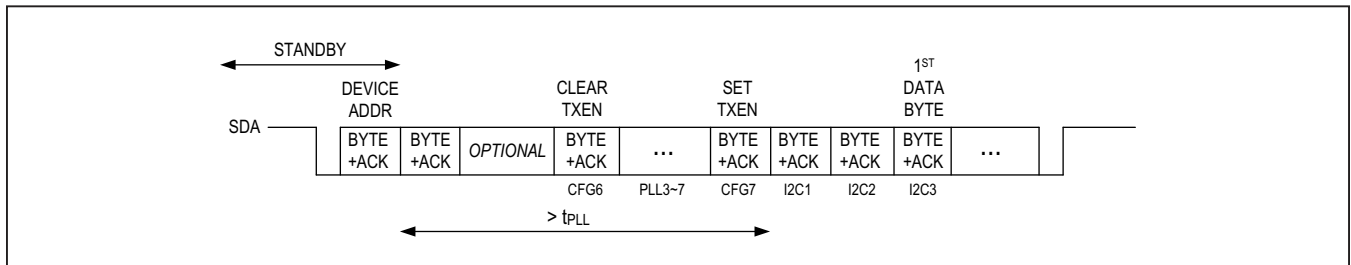 STANDBY
DEVICE
ADDR
CLEAR
TXEN
SET
TXEN
1ST
DATA
BYTE
SDA
BYTE
+ACK
BYTE
+ACK
OPTIONAL
BYTE
+ACK
...
BYTE
+ACK
BYTE
+ACK
BYTE
+ACK
BYTE
+ACK
...
CFG6
PLL3~7
CFG7
I2C1
I2C2
I2C3
> tPLL